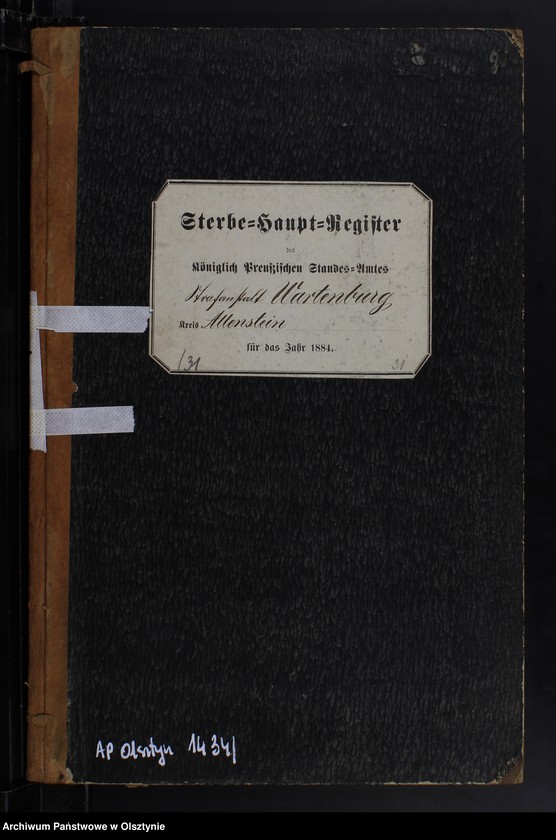 Sterbe=Haupt=Register
des
Königlich Preußischen Standes=Amtes
Strafanstalt Wartenburg
Kreis Allenstein
für das Jahr 1884.
(31
31
AP Olsztyn 1434/
Archiwum Państwowe w Olsztynie